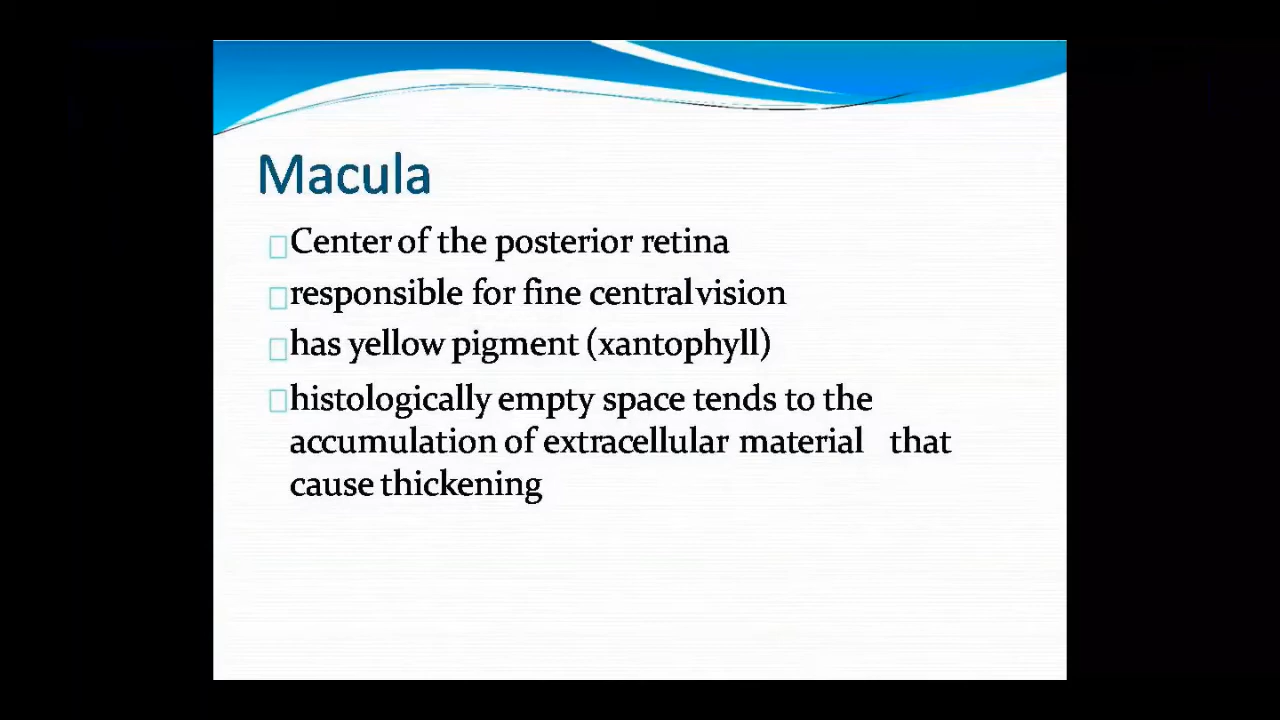 Macula
Center of the posterior retina
responsible for fine central vision
has yellow pigment (xantophyll)
histologically empty space tends to the
accumulation of extracellular material that
cause thickening